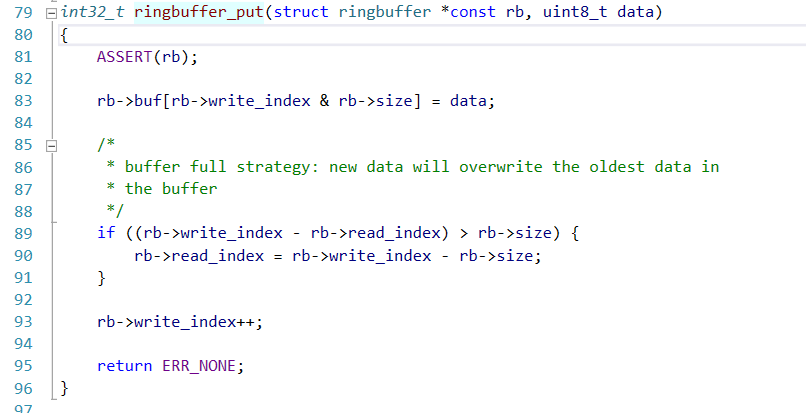 79 int32_t ringbuffer_put(struct ringbuffer *const rb, uint8_t data)
80 {
81     ASSERT(rb);
82
83     rb->buf[rb->write_index & rb->size] = data;
84
85     /*
86      * buffer full strategy: new data will overwrite the oldest data in
87      * the buffer
88      */
89     if ((rb->write_index - rb->read_index) > rb->size) {
90         rb->read_index = rb->write_index - rb->size;
91     }
92
93     rb->write_index++;
94
95     return ERR_NONE;
96 }
97